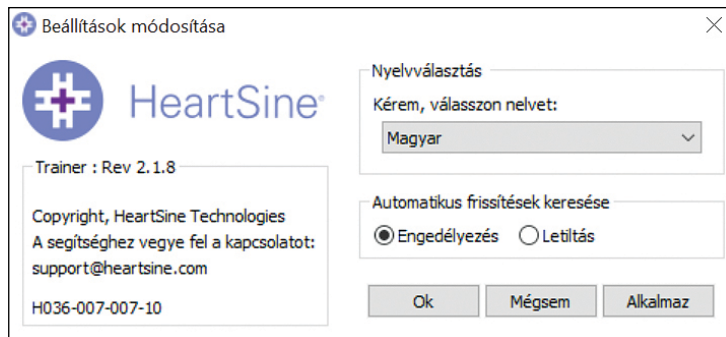 Beállítások módosítása
HeartSine®
Trainer : Rev 2.1.8
Copyright, HeartSine Technologies
A segítséghez vegye fel a kapcsolatot:
support@heartsine.com
H036-007-007-10
Nyelvválasztás
Kérem, válasszon nelvet:
Magyar
Automatikus frissítések keresése
Engedélyezés
Letiltás
Ok
Mégsem
Alkalmaz